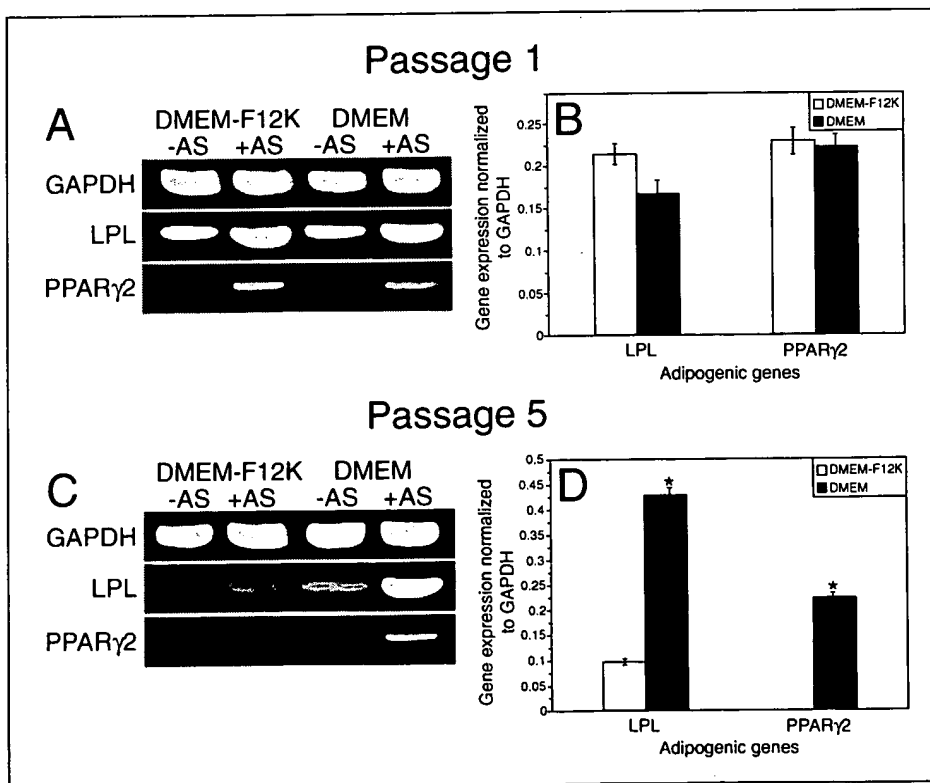 Passage 1
A
DMEM-F12K DMEM
-AS +AS -AS +AS
GAPDH
LPL
PPARγ2
B
DMEM-F12K
DMEM
Gene expression normalized
to GAPDH
0.25
0.2
0.15
0.1
0.05
0
LPL PPARγ2
Adipogenic genes
Passage 5
C
DMEM-F12K DMEM
-AS +AS -AS +AS
GAPDH
LPL
PPARγ2
D
DMEM-F12K
DMEM
Gene expression normalized
to GAPDH
0.5
0.45
0.4
0.35
0.3
0.25
0.2
0.15
0.1
0.05
0
*
*
LPL PPARγ2
Adipogenic genes